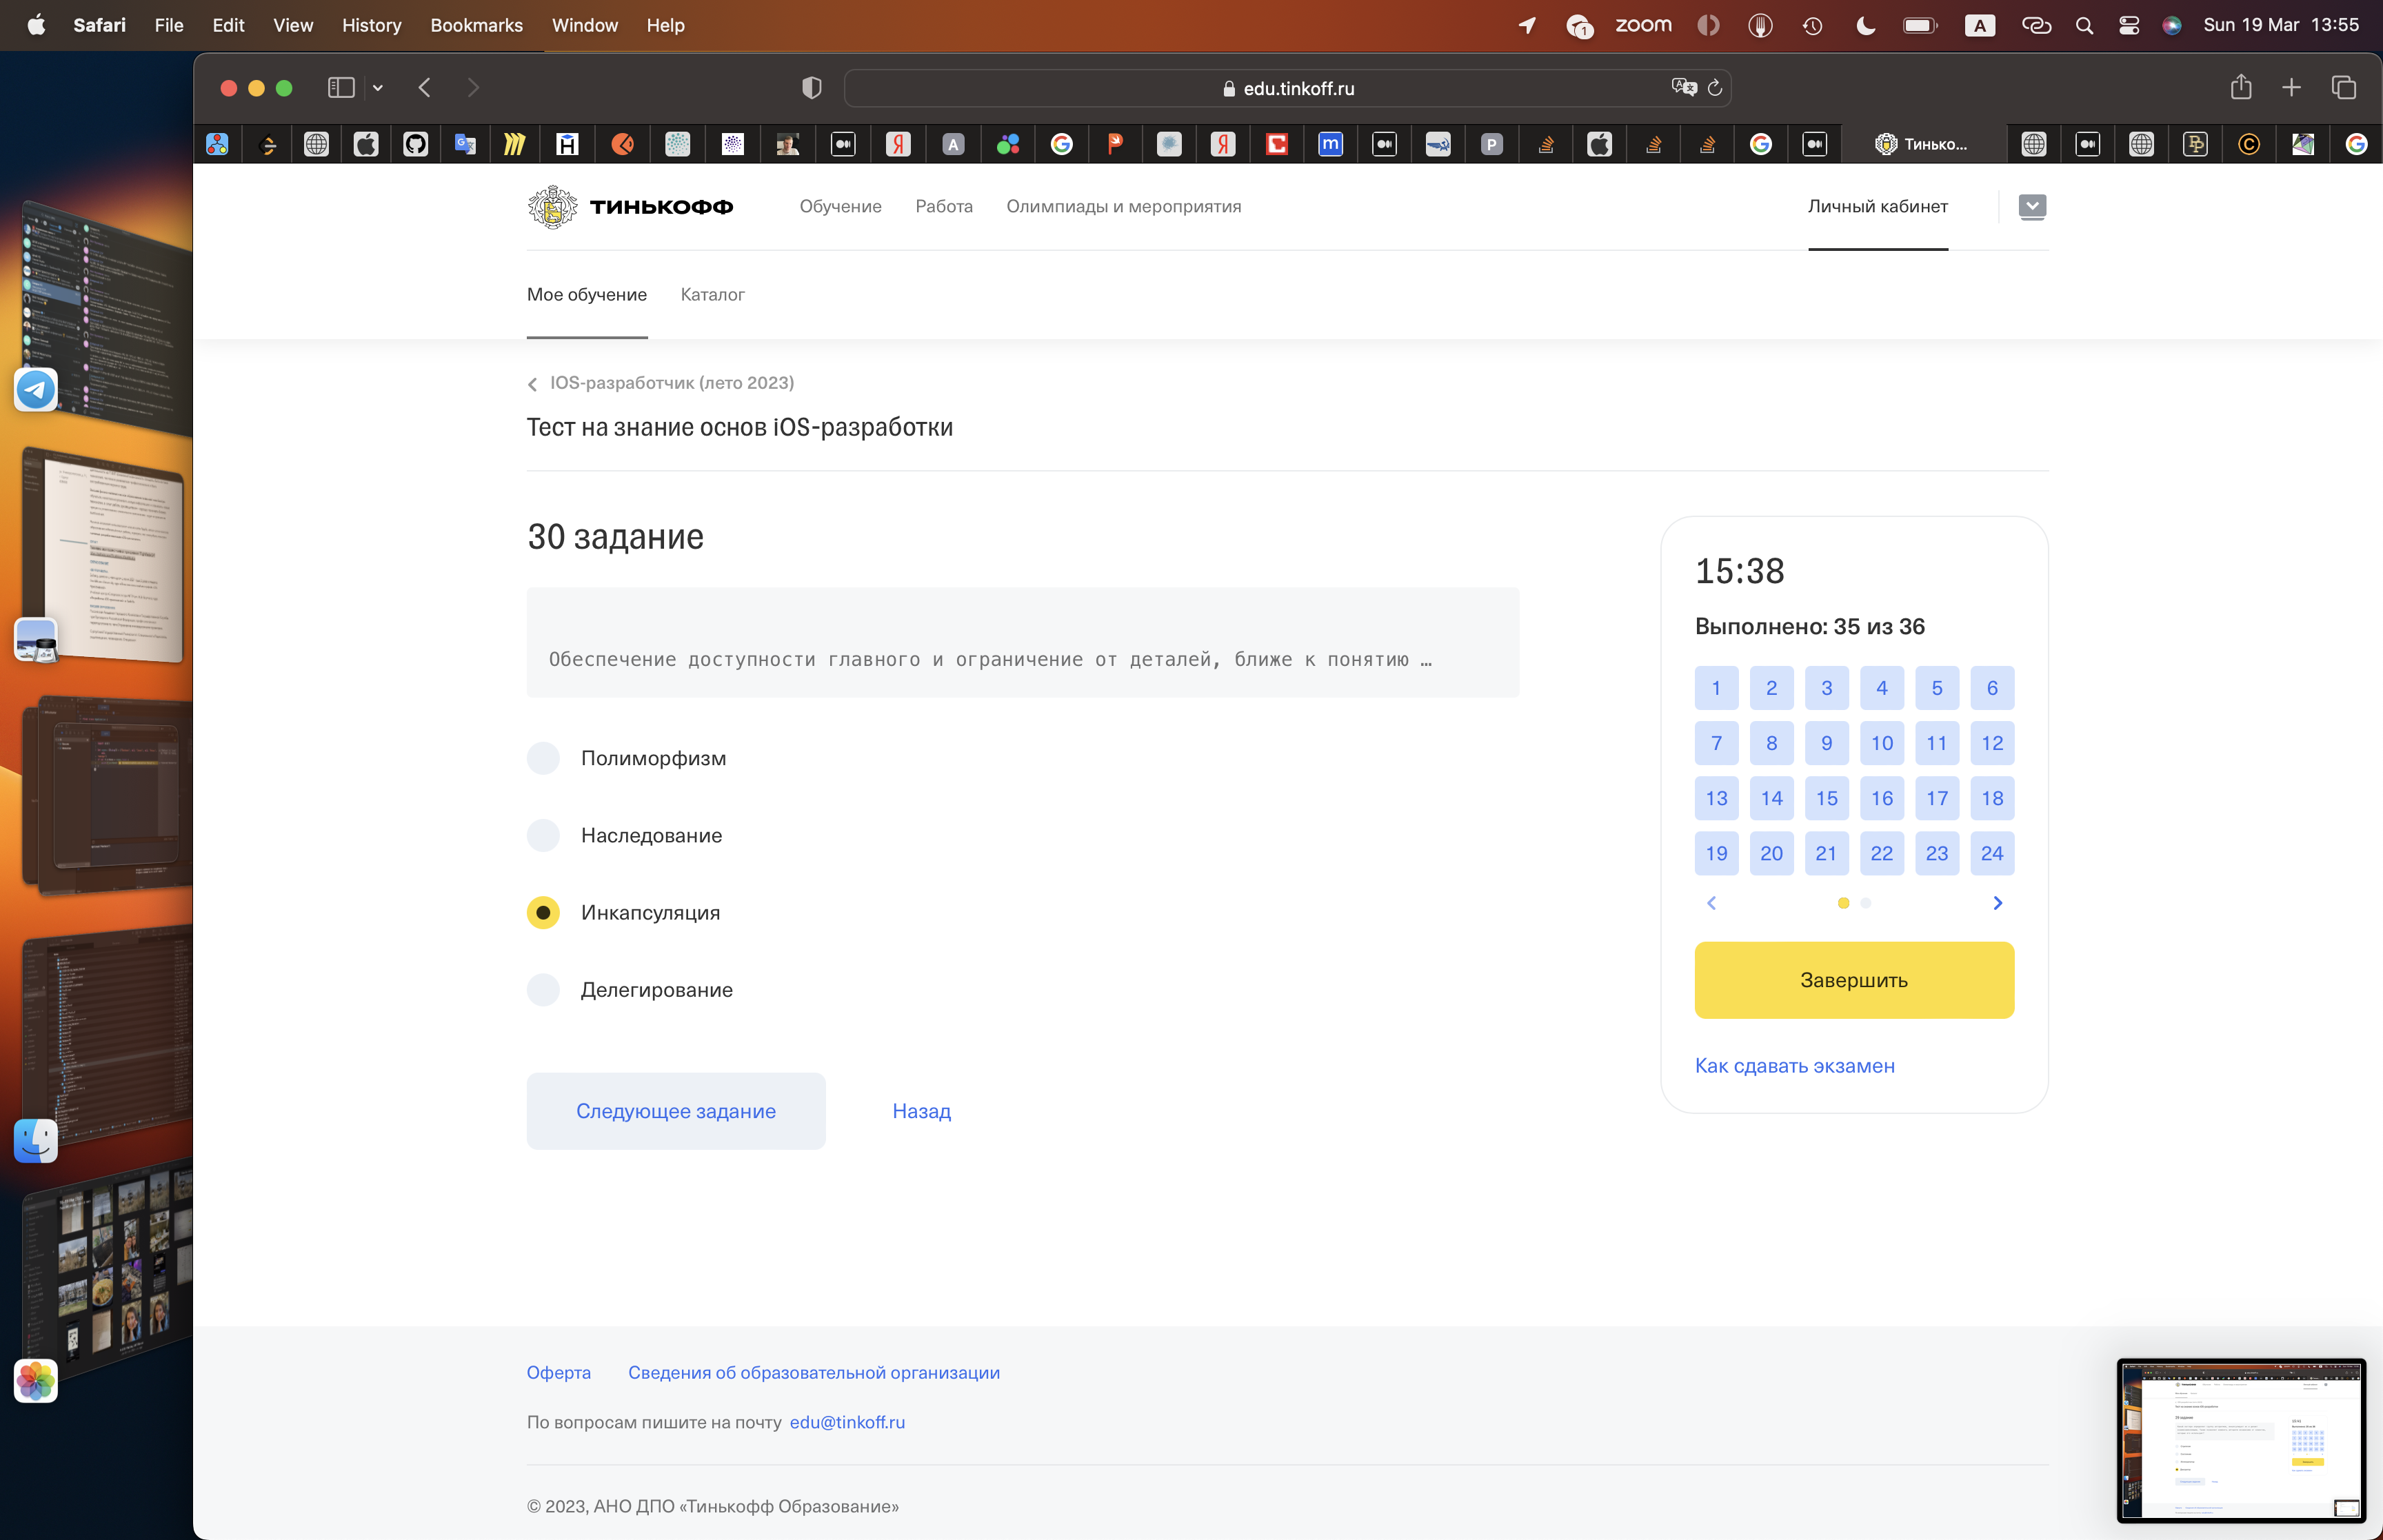 Safari File Edit View History Bookmarks Window Help
1 zoom A Sun 19 Mar 13:55
edu.tinkoff.ru
Тинько...
ТИНЬКОФФ Обучение Работа Олимпиады и мероприятия Личный кабинет
Мое обучение Каталог
IOS-разработчик (лето 2023)
Тест на знание основ iOS-разработки
30 задание
Обеспечение доступности главного и ограничение от деталей, ближе к понятию …
Полиморфизм
Наследование
Инкапсуляция
Делегирование
Следующее задание Назад
15:38
Выполнено: 35 из 36
1 2 3 4 5 6
7 8 9 10 11 12
13 14 15 16 17 18
19 20 21 22 23 24
Завершить
Как сдавать экзамен
Оферта Сведения об образовательной организации
По вопросам пишите на почту edu@tinkoff.ru
© 2023, АНО ДПО «Тинькофф Образование»